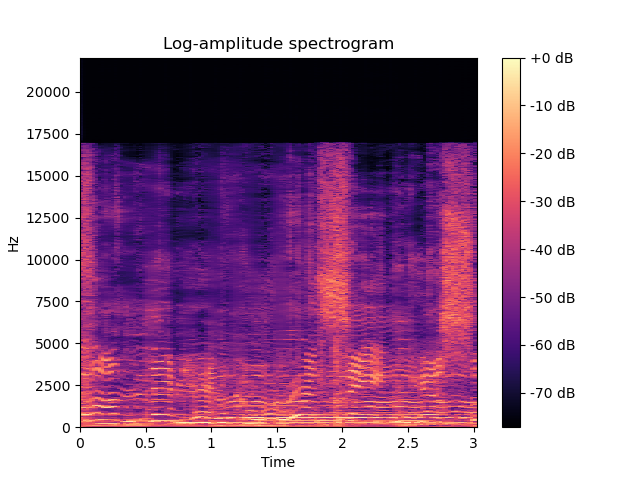 Log-amplitude spectrogram
20000
17500
15000
12500
10000
7500
5000
2500
0
Hz
0 0.5 1 1.5 2 2.5 3
Time
+0 dB
-10 dB
-20 dB
-30 dB
-40 dB
-50 dB
-60 dB
-70 dB